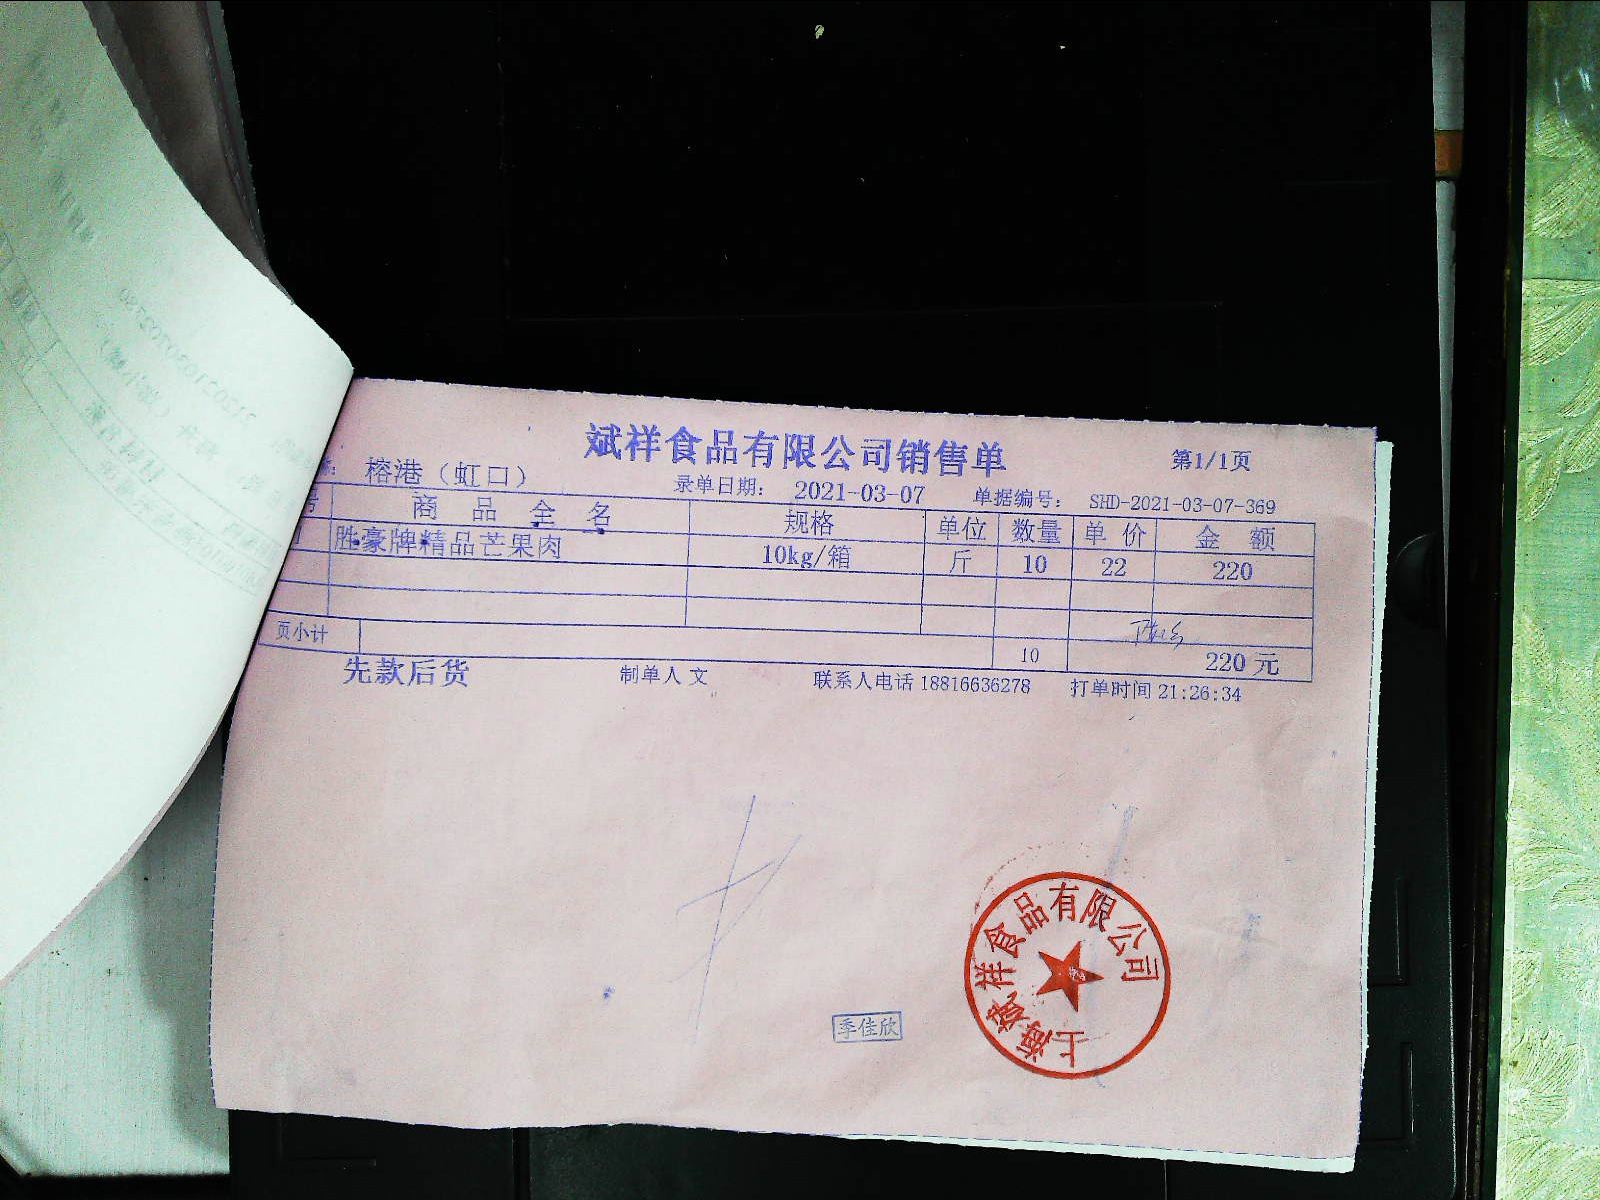 斌祥食品有限公司销售单
第1/1页
榕港（虹口） 录单日期： 2021-03-07 单据编号： SHD-2021-03-07-369
号 商品全名 规格 单位 数量 单价 金额
1 胜豪牌精品芒果肉 10kg/箱 斤 10 22 220
页小计 10 220元
先款后货 制单人 文 联系人电话 18816636278 打单时间 21:26:34
上海斌祥食品有限公司
季佳欣